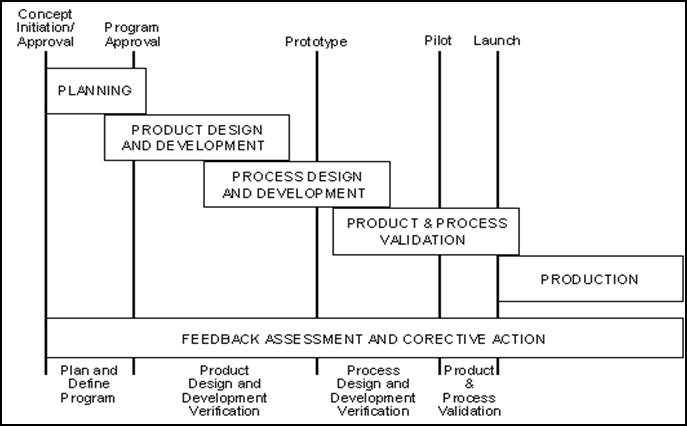 Concept
Initiation/
Approval
Program
Approval
Prototype
Pilot
Launch
PLANNING
PRODUCT DESIGN
AND DEVELOPMENT
PROCESS DESIGN
AND DEVELOPMENT
PRODUCT & PROCESS
VALIDATION
PRODUCTION
FEEDBACK ASSESSMENT AND CORECTIVE ACTION
Plan and
Define
Program
Product
Design and
Development
Verification
Process
Design and
Development
Verification
Product
&
Process
Validation